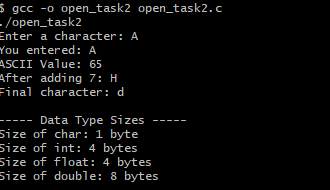 $ gcc -o open_task2 open_task2.c
./open_task2
Enter a character: A
You entered: A
ASCII Value: 65
After adding 7: H
Final character: d

----- Data Type Sizes -----
Size of char: 1 byte
Size of int: 4 bytes
Size of float: 4 bytes
Size of double: 8 bytes